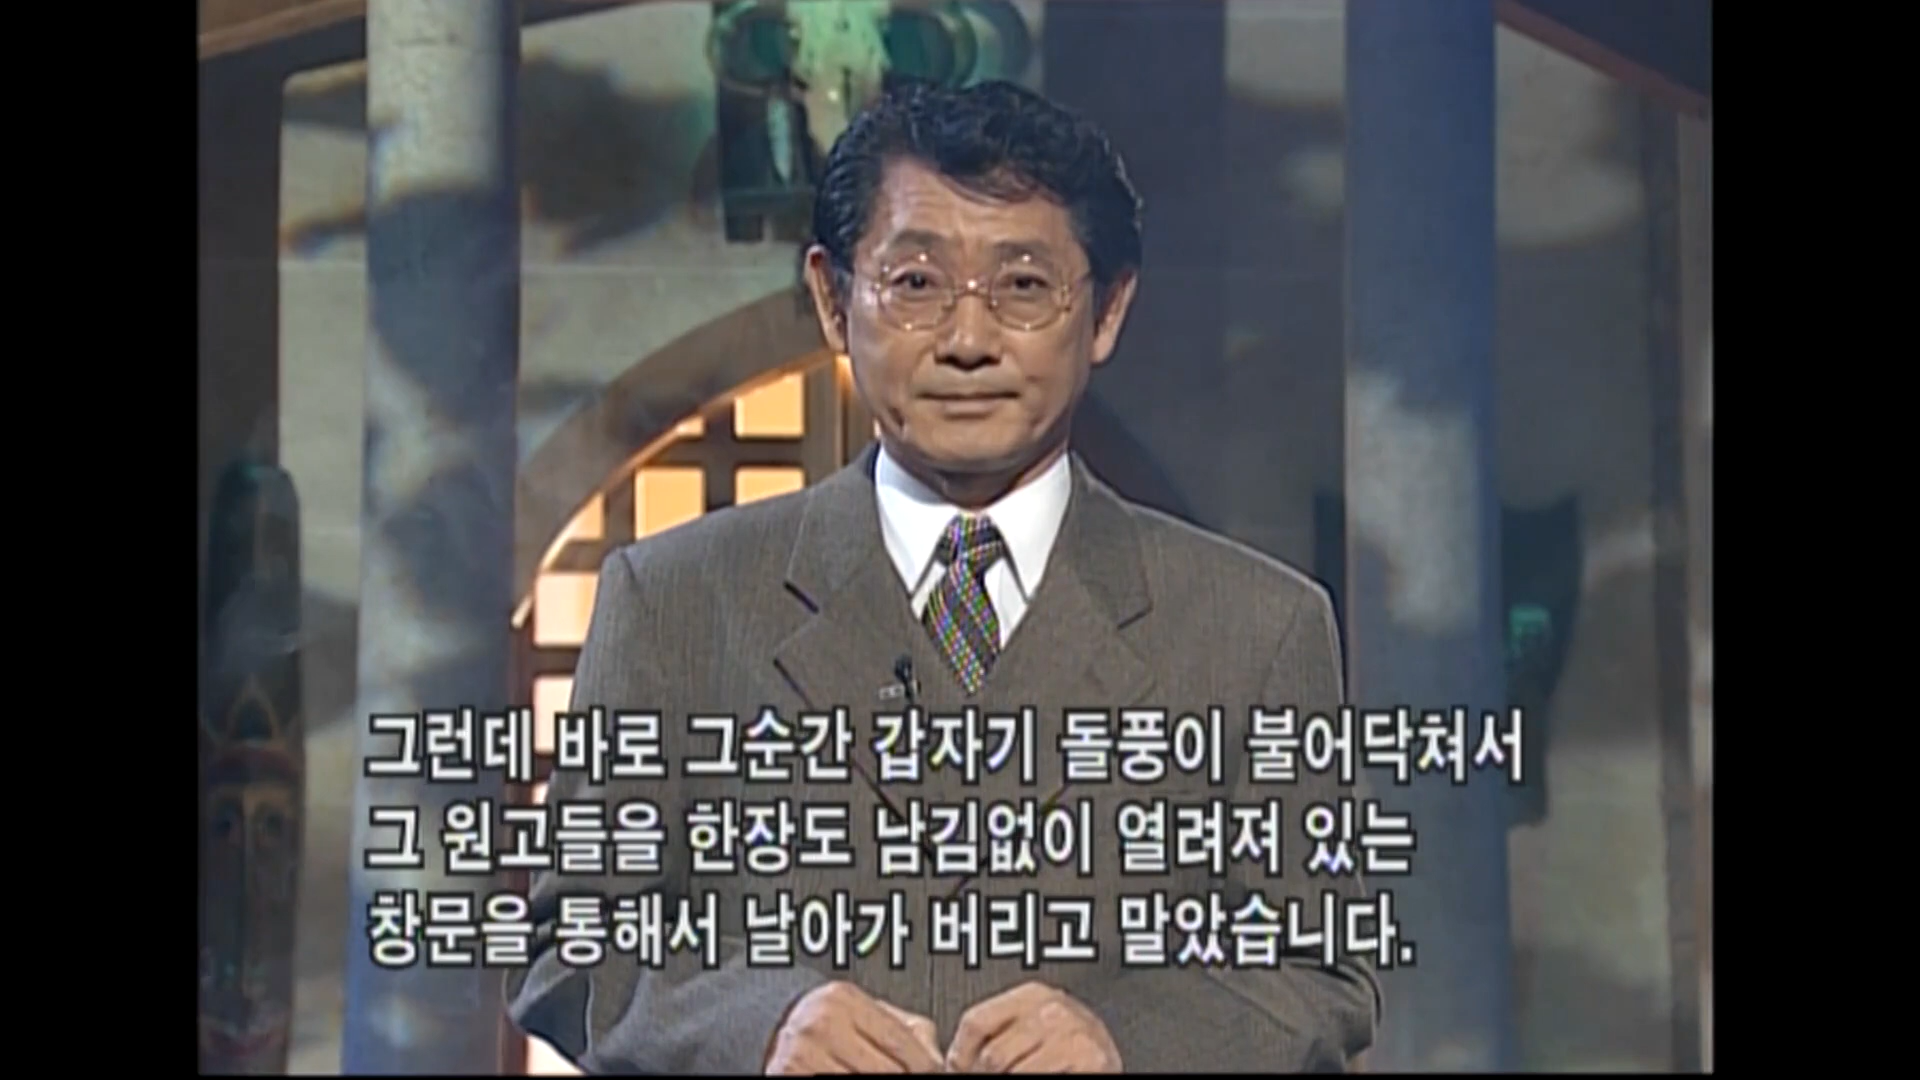 그런데 바로 그순간 갑자기 돌풍이 불어닥쳐서
그 원고들을 한장도 남김없이 열려져 있는
창문을 통해서 날아가 버리고 말았습니다.